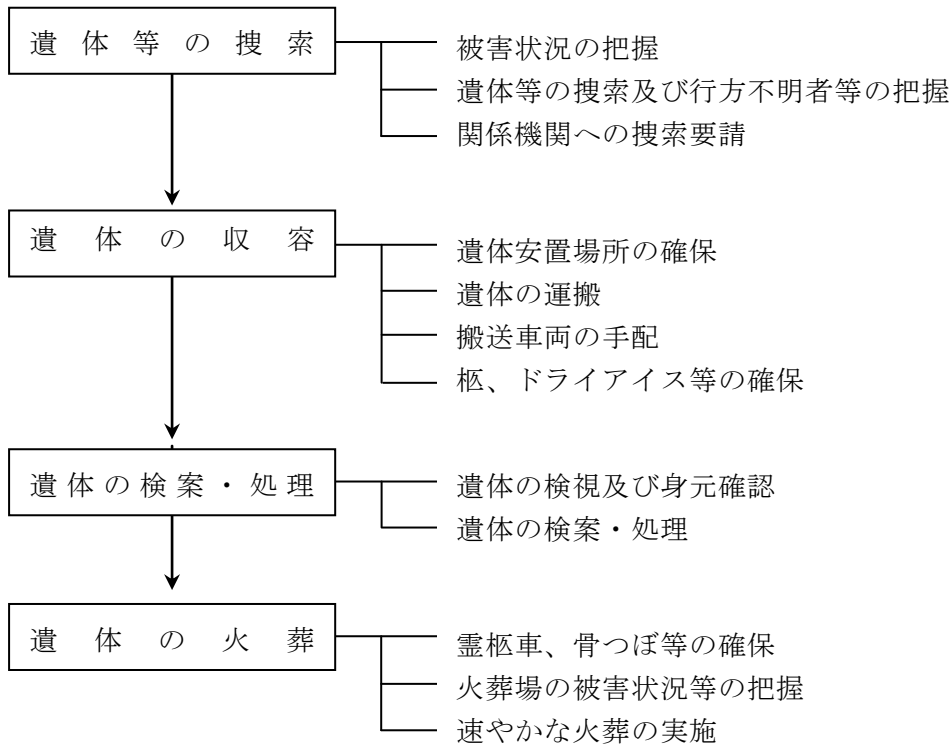 遺体等の捜索
被害状況の把握
遺体等の捜索及び行方不明者等の把握
関係機関への捜索要請
遺体の収容
遺体安置場所の確保
遺体の運搬
搬送車両の手配
柩、ドライアイス等の確保
遺体の検案・処理
遺体の検視及び身元確認
遺体の検案・処理
遺体の火葬
霊柩車、骨つぼ等の確保
火葬場の被害状況等の把握
速やかな火葬の実施